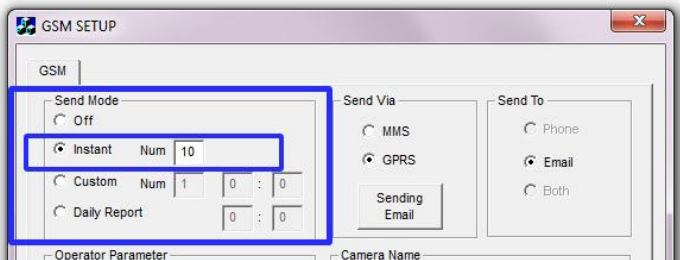 GSM SETUP
GSM
Send Mode
Off
Instant Num 10
Custom Num 1 0 : 0
Daily Report 0 : 0
Send Via
MMS
GPRS
Sending
Email
Send To
Phone
Email
Both
Operator Parameter
Camera Name